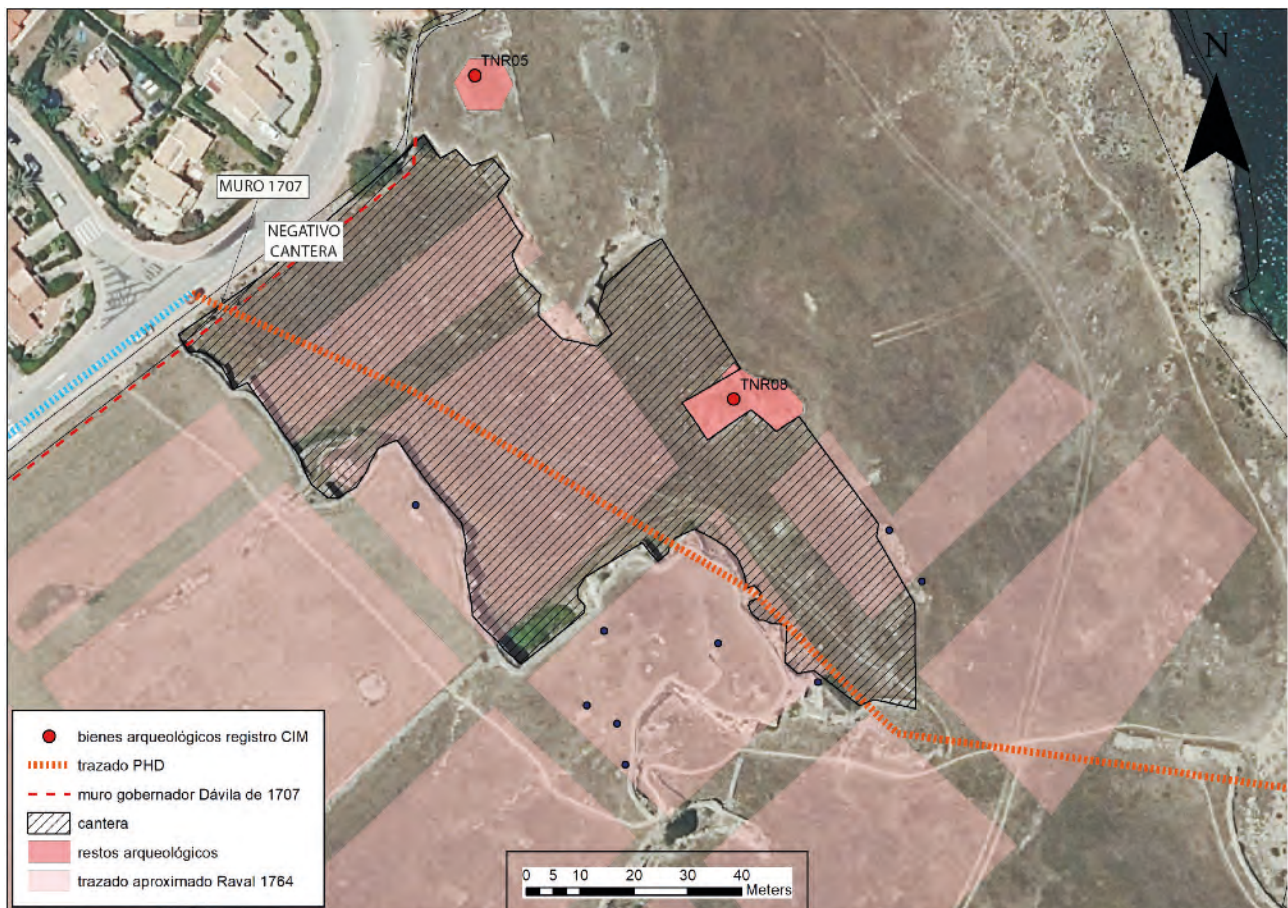 TNR05
N
MURO 1707
NEGATIVO
CANTERA
TNR08
bienes arqueológicos registro CIM
trazado PHD
muro gobernador Dávila de 1707
cantera
restos arqueológicos
trazado aproximado Raval 1764
0 5 10 20 30 40
Meters